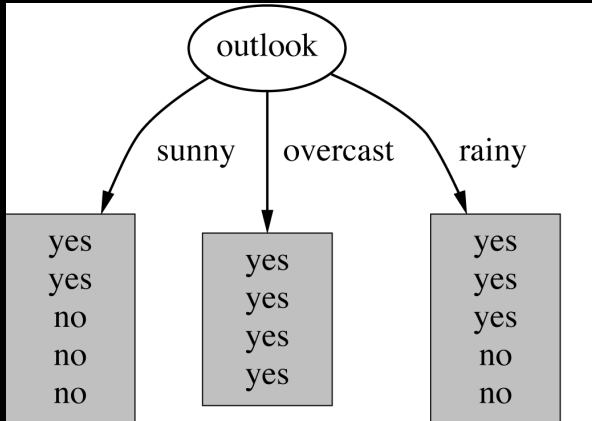 outlook
sunny
overcast
rainy
yes
yes
no
no
no
yes
yes
yes
yes
yes
yes
yes
no
no